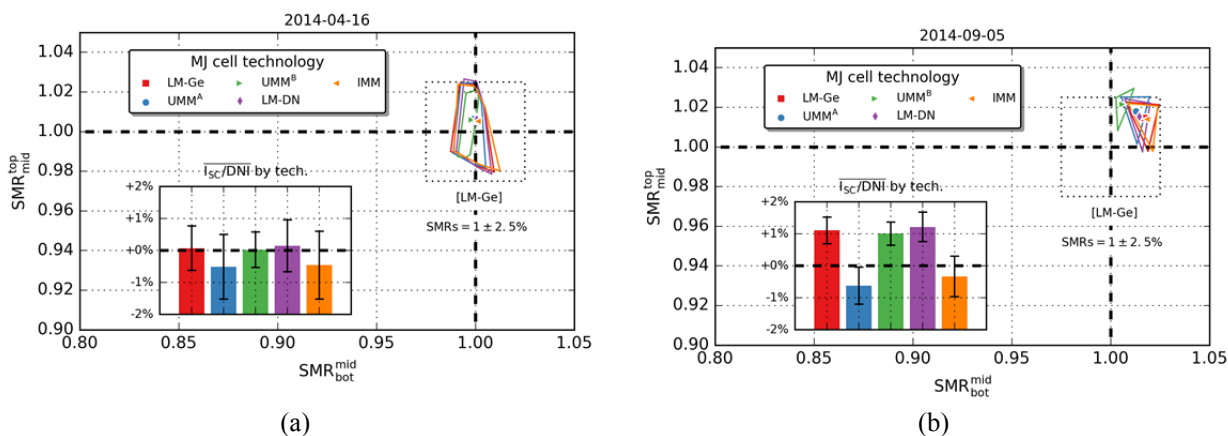 2014-04-16
MJ cell technology
LM-Ge
UMM^B
IMM
UMM^A
LM-DN
SMR^top_mid
1.04
1.02
1.00
0.98
0.96
0.94
0.92
0.90
I_SC/DNI by tech.
+2%
+1%
+0%
-1%
-2%
[LM-Ge]
SMRs = 1 ± 2.5%
0.80 0.85 0.90 0.95 1.00 1.05
SMR^mid_bot
(a)
2014-09-05
MJ cell technology
LM-Ge
UMM^B
IMM
UMM^A
LM-DN
SMR^top_mid
1.04
1.02
1.00
0.98
0.96
0.94
0.92
0.90
I_SC/DNI by tech.
+2%
+1%
+0%
-1%
-2%
[LM-Ge]
SMRs = 1 ± 2.5%
0.80 0.85 0.90 0.95 1.00 1.05
SMR^mid_bot
(b)